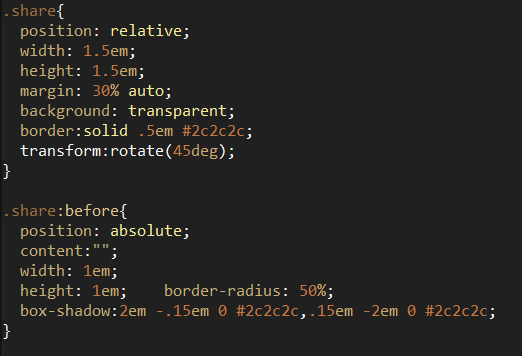 .share{
  position: relative;
  width: 1.5em;
  height: 1.5em;
  margin: 30% auto;
  background: transparent;
  border:solid .5em #2c2c2c;
  transform:rotate(45deg);
}

.share:before{
  position: absolute;
  content:"";
  width: 1em;
  height: 1em;    border-radius: 50%;
  box-shadow:2em -.15em 0 #2c2c2c,.15em -2em 0 #2c2c2c;
}